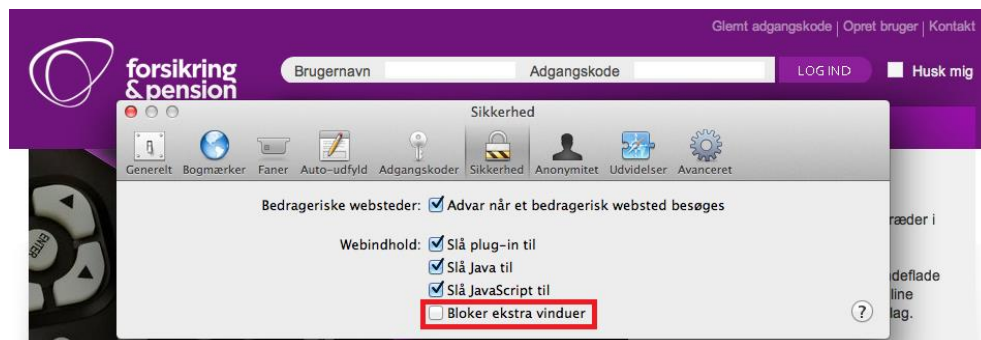 Glemt adgangskode | Opret bruger | Kontakt
forsikring
& pension
Brugernavn Adgangskode LOG IND Husk mig
Sikkerhed
Generelt Bogmærker Faner Auto-udfyld Adgangskoder Sikkerhed Anonymitet Udvidelser Avanceret
Bedrageriske websteder: Advar når et bedragerisk websted besøges
ræder i
Webindhold: Slå plug-in til
Slå Java til
ndeflade
Slå JavaScript til
line
Bloker ekstra vinduer ?
lag.
ENTER